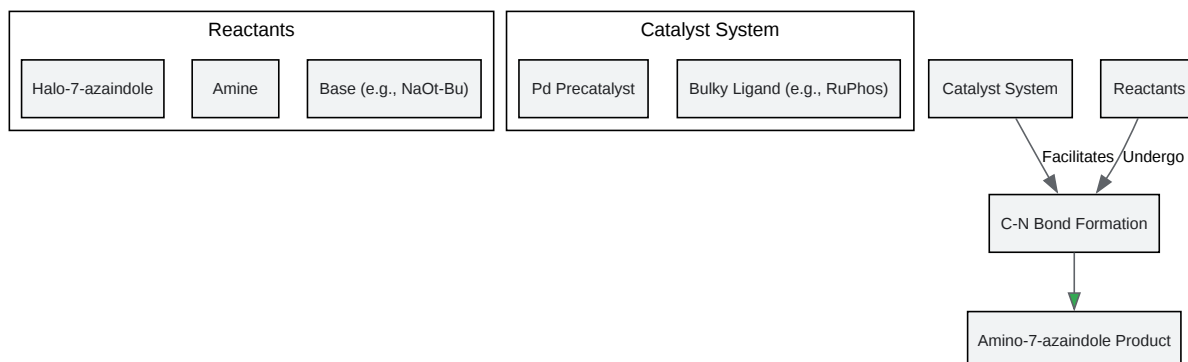 Reactants
Halo-7-azaindole
Amine
Base (e.g., NaOt-Bu)
Catalyst System
Pd Precatalyst
Bulky Ligand (e.g., RuPhos)
Catalyst System
Reactants
Facilitates
Undergo
C-N Bond Formation
Amino-7-azaindole Product